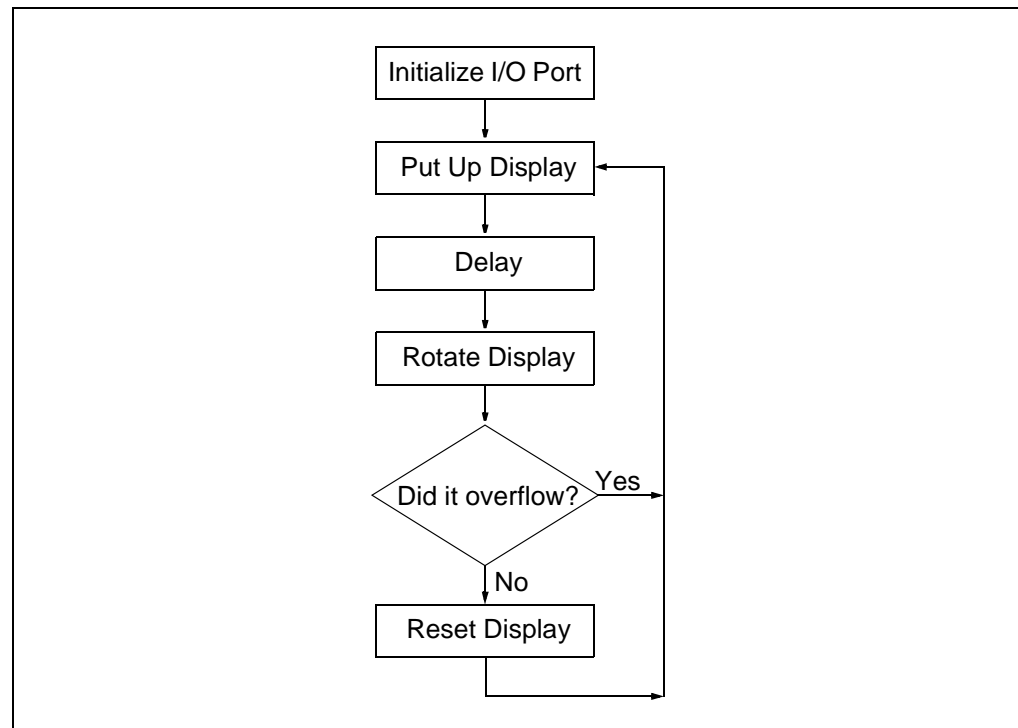 Initialize I/O Port
Put Up Display
Delay
Rotate Display
Did it overflow?
Yes
No
Reset Display